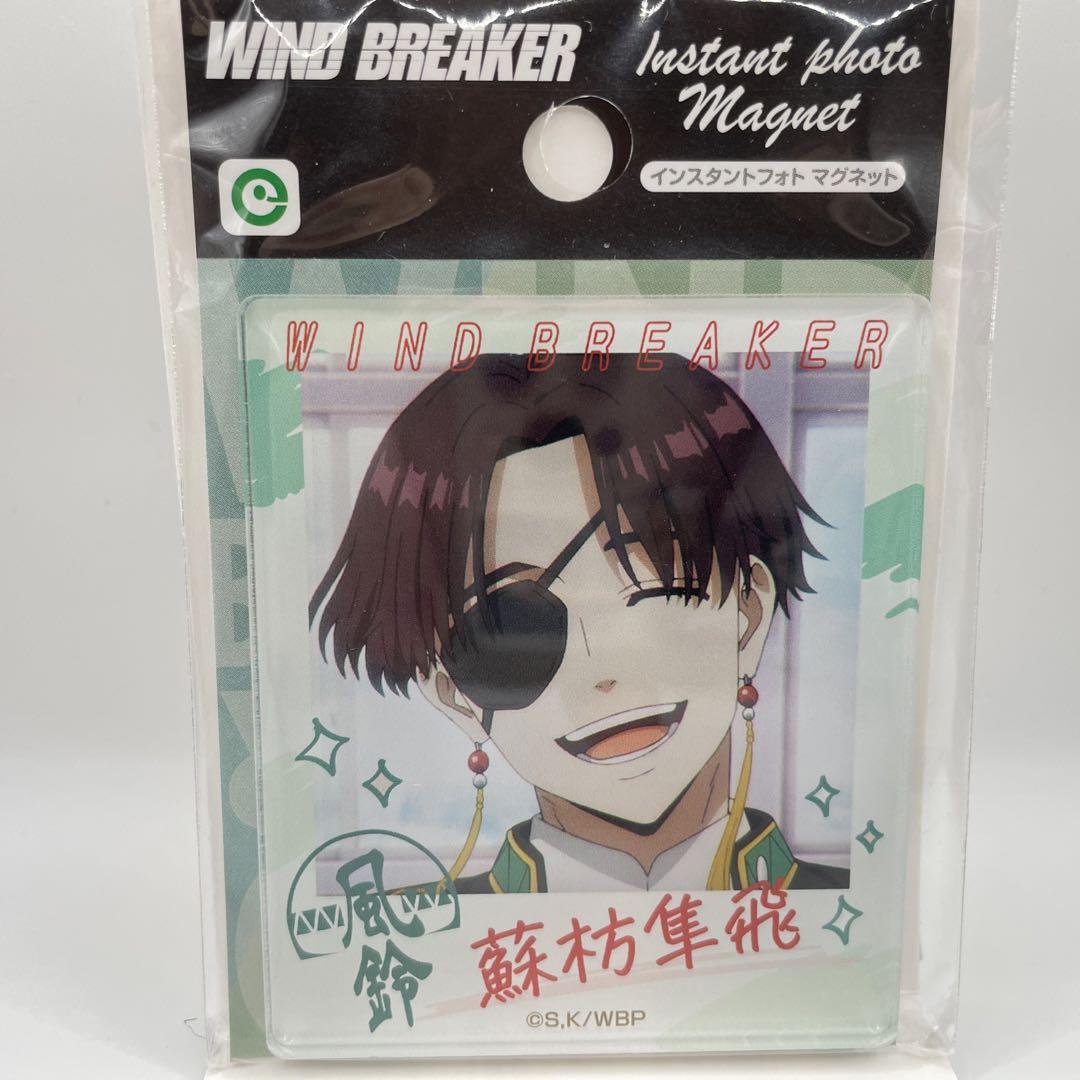 WIND BREAKER
Instant photo
Magnet
インスタントフォト マグネット
WIND BREAKER
風鈴
蘇枋隼飛
©S,K/WBP